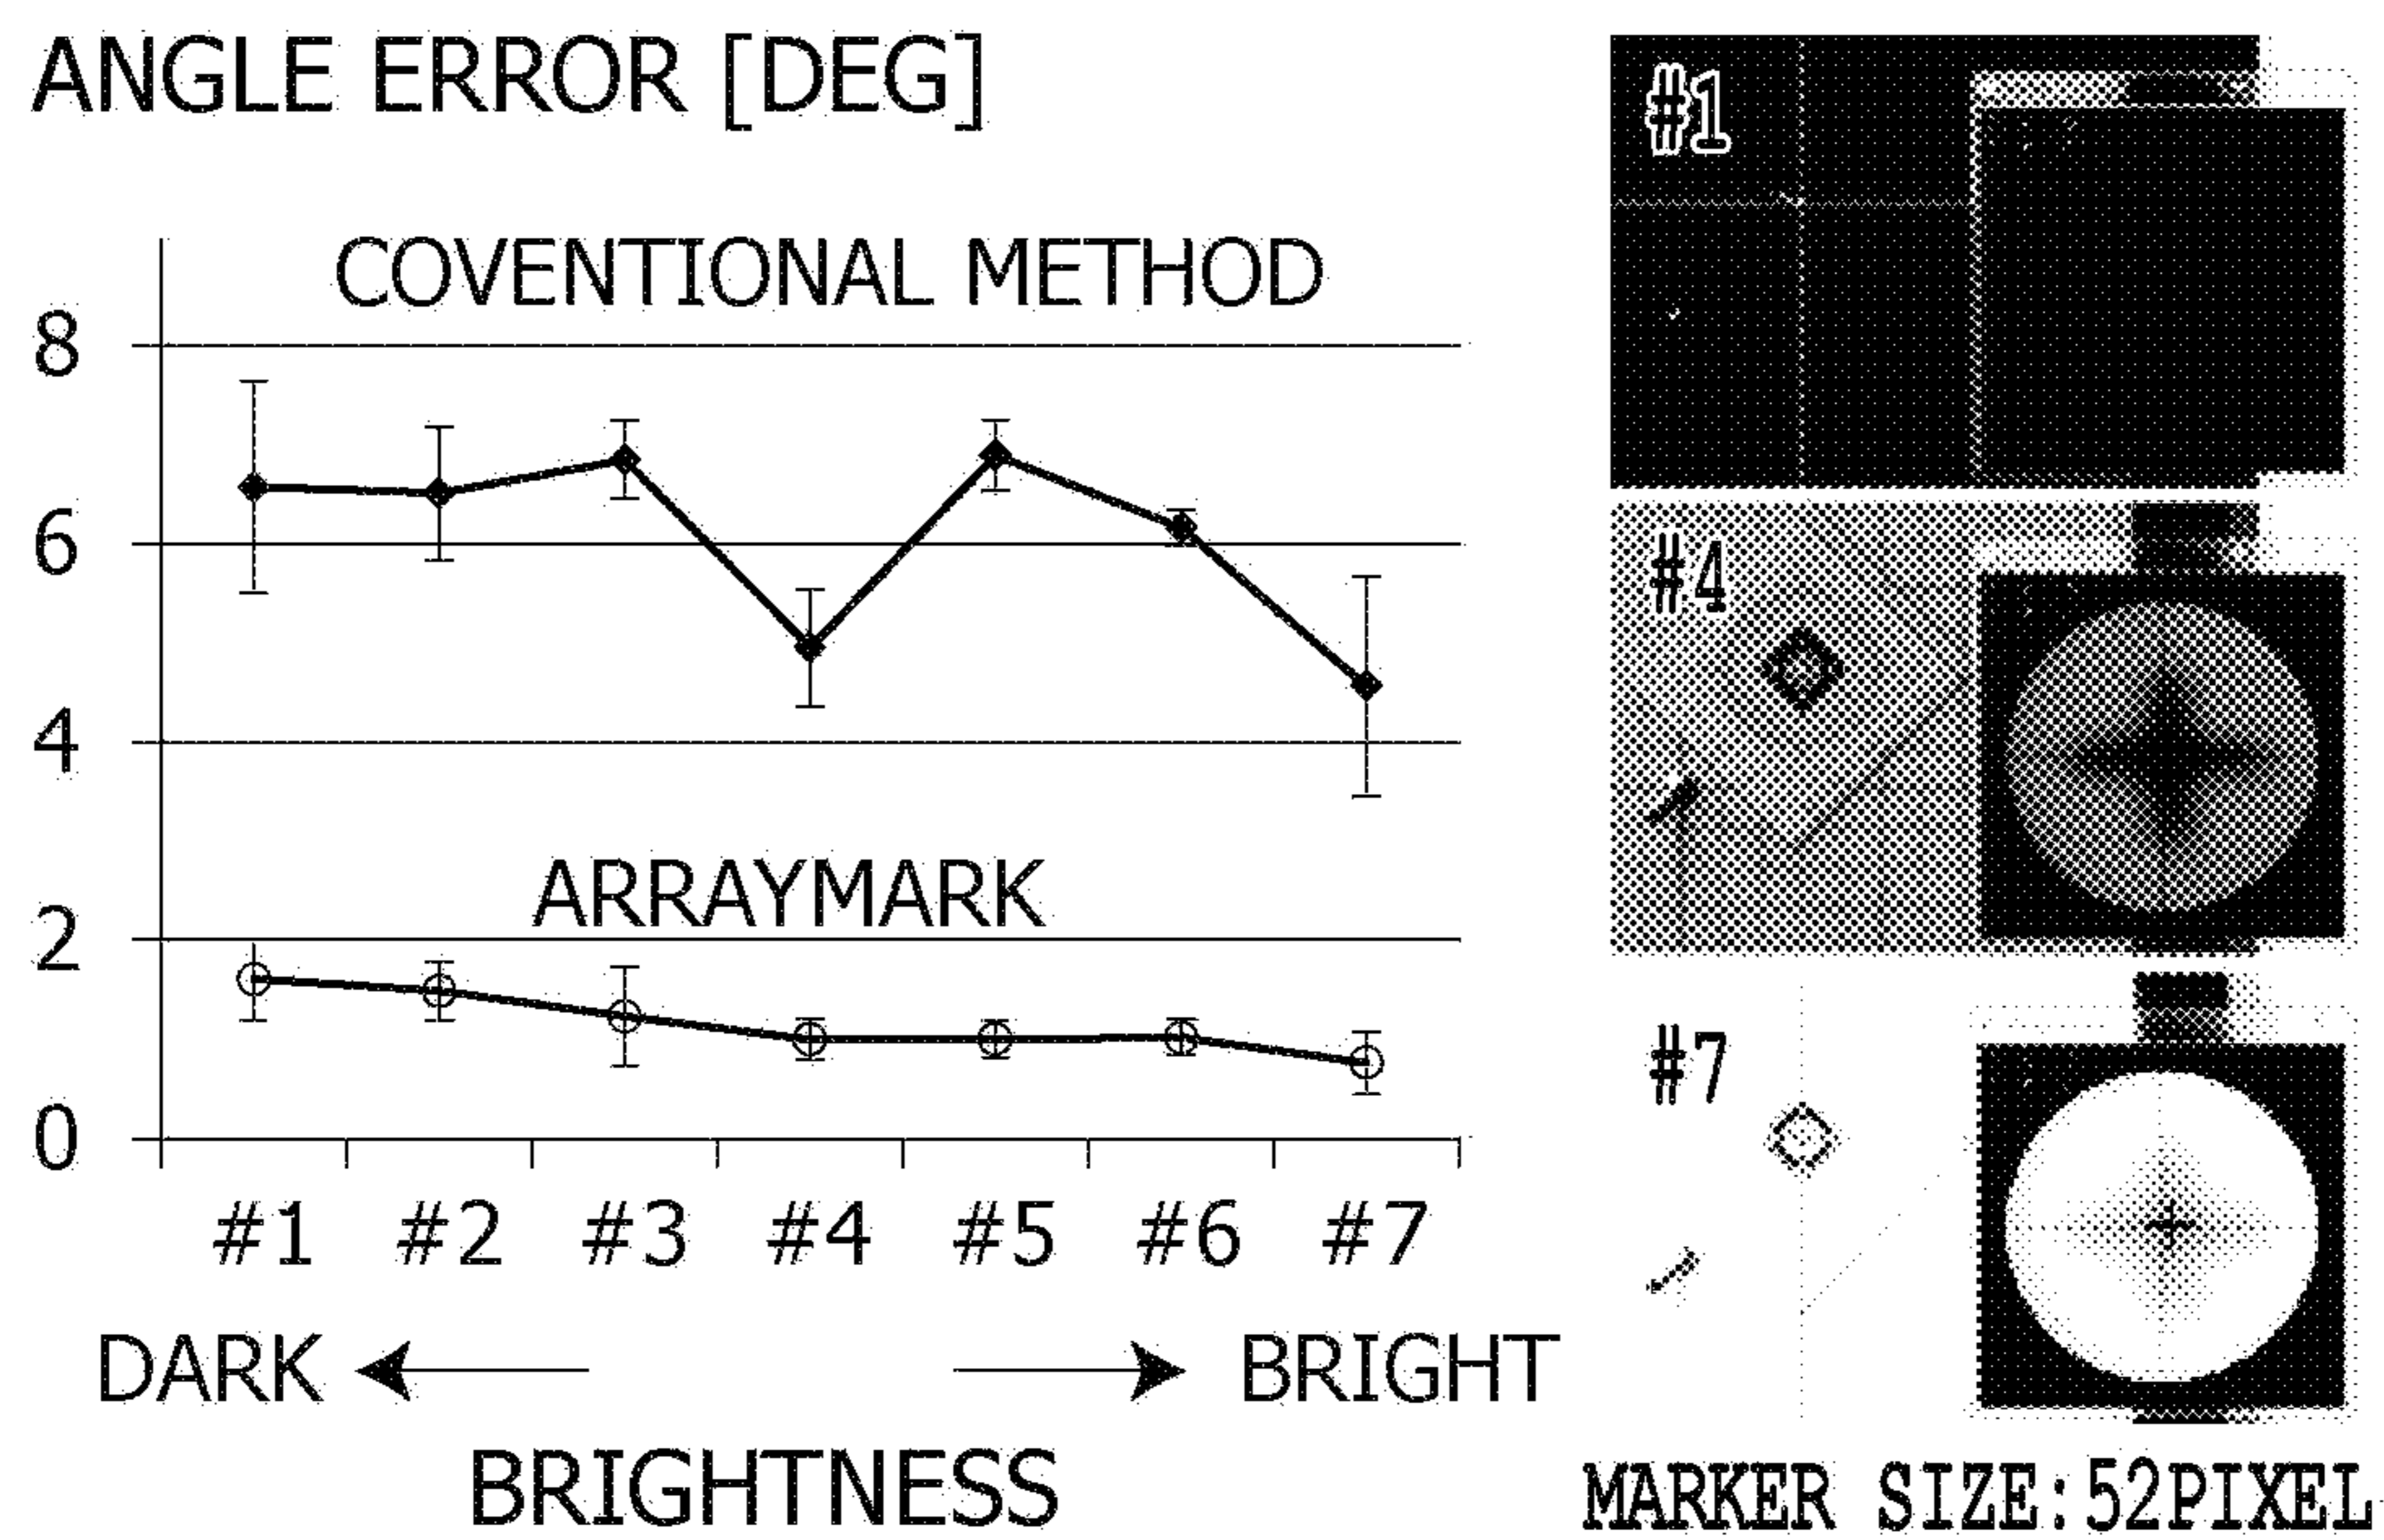 ANGLE ERROR [DEG]
COVENTIONAL METHOD
8
6
4
ARRAYMARK
2
0
#1 #2 #3 #4 #5 #6 #7
DARK BRIGHT
BRIGHTNESS
#1
#4
#7
MARKER SIZE:52PIXEL